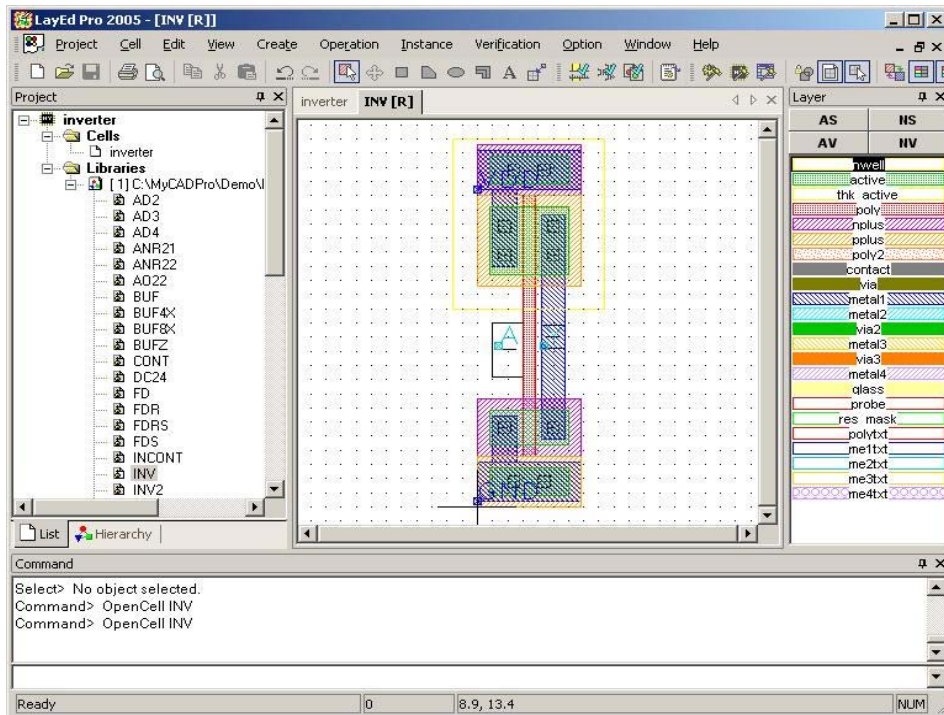 LayEd Pro 2005 - [INV [R]]
Project Cell Edit View Create Operation Instance Verification Option Window Help
Project
inverter
Cells
inverter
Libraries
[1] C:\MyCADPro\Demo\I
AD2
AD3
AD4
ANR21
ANR22
AO22
BUF
BUF4X
BUF8X
BUFZ
CONT
DC24
FD
FDR
FDRS
FDS
INCONT
INV
INV2
List Hierarchy
inverter INV [R]
A
GND
Layer
AS NS
AV NV
nwell
active
thk_active
poly
nplus
pplus
poly2
contact
via
metal1
metal2
via2
metal3
via3
metal4
glass
probe
res_mask
polytxt
me1txt
me2txt
me3txt
me4txt
Command
Select> No object selected.
Command> OpenCell INV
Command> OpenCell INV
Ready 0 8.9, 13.4 NUM